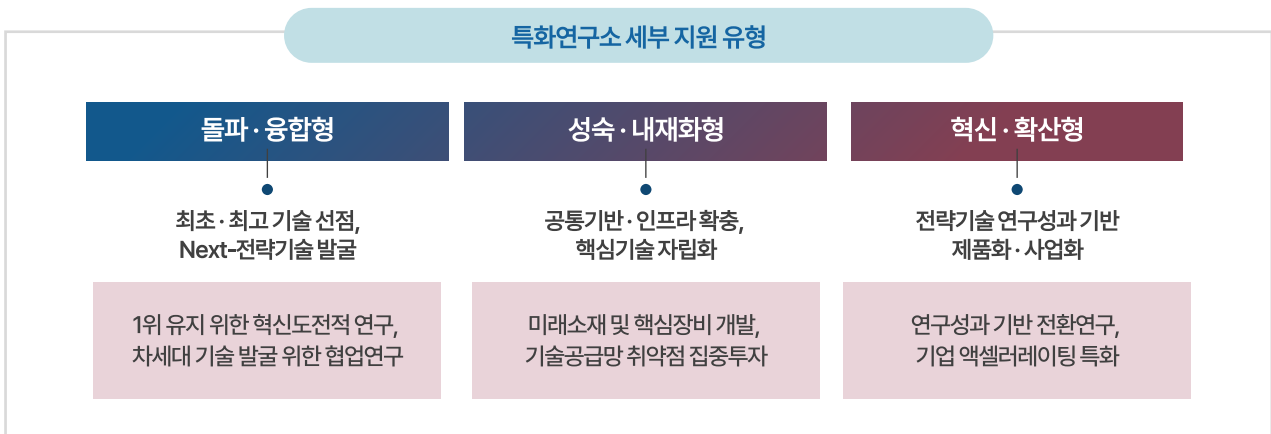 특화연구소 세부 지원 유형
돌파 · 융합형
최초 · 최고 기술 선점,
Next-전략기술 발굴
1위 유지 위한 혁신도전적 연구,
차세대 기술 발굴 위한 협업연구
성숙 · 내재화형
공통기반 · 인프라 확충,
핵심기술 자립화
미래소재 및 핵심장비 개발,
기술공급망 취약점 집중투자
혁신 · 확산형
전략기술 연구성과 기반
제품화 · 사업화
연구성과 기반 전환연구,
기업 액셀러레이팅 특화